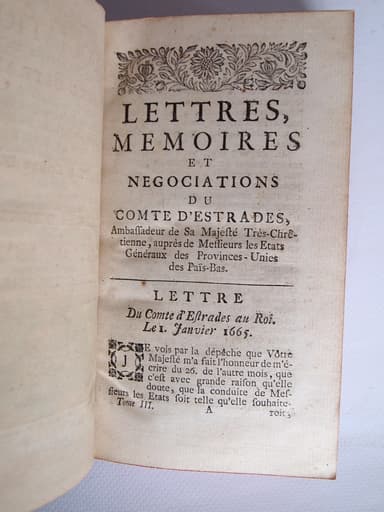 LETTRES,
MEMOIRES
ET
NEGOCIATIONS
DU
COMTE D'ESTRADES,
Ambassadeur de Sa Majesté Très-Chrê-
tienne, auprés de Messieurs les Etats
Généraux des Provinces-Unies
des Païs-Bas.
LETTRE
Du Comte d'Estrades au Roi.
Le 1. Janvier 1665.
JE vois par la dépêche que Vôtre
Majesté m'a fait l'honneur de m'é-
crire du 26. de l'autre mois, que
c'est avec grande raison qu'elle
doute, que la conduite de Mes-
sieurs les Etats soit telle qu'elle souhaite-
Tome III. A roit,